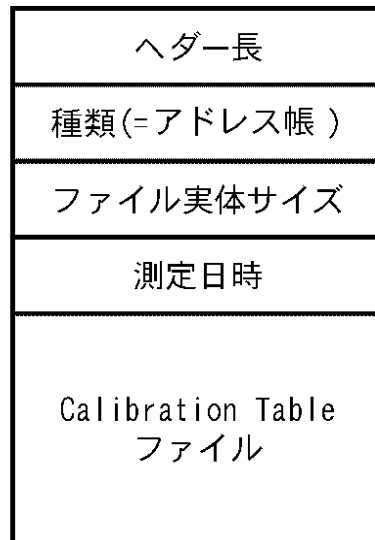 ヘダー長
種類(=アドレス帳 )
ファイル実体サイズ
測定日時
Calibration Table
ファイル